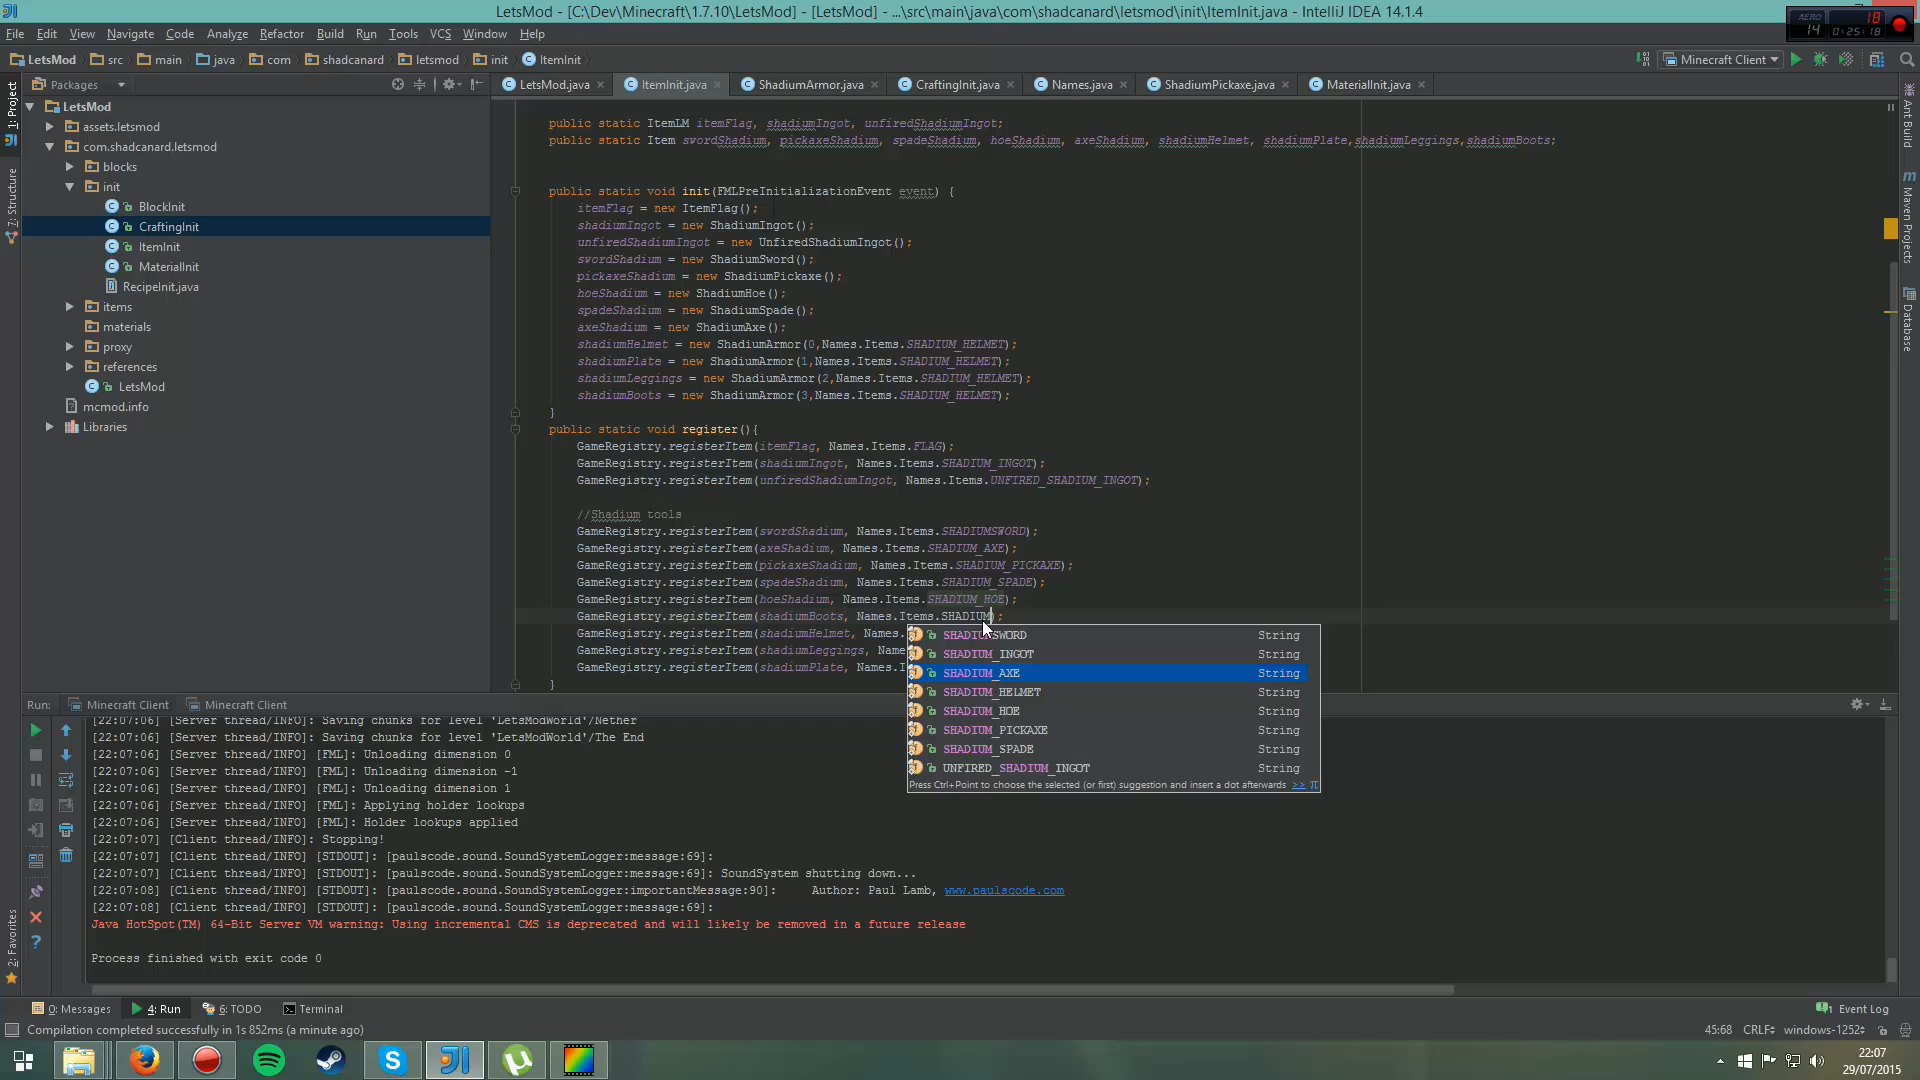 LetsMod - [C:\Dev\Minecraft\1.7.10\LetsMod] - [LetsMod] - ...\src\main\java\com\shadcanard\letsmod\init\ItemInit.java - IntelliJ IDEA 14.1.4
AERO 14 18 0:25:18
File Edit View Navigate Code Analyze Refactor Build Run Tools VCS Window Help
LetsMod src main java com shadcanard letsmod init ItemInit
Minecraft Client
Packages
LetsMod.java ItemInit.java ShadiumArmor.java CraftingInit.java Names.java ShadiumPickaxe.java MaterialInit.java
1: Project
7: Structure
2: Favorites
Ant Build
Maven Projects
Database
LetsMod
assets.letsmod
com.shadcanard.letsmod
blocks
init
BlockInit
CraftingInit
ItemInit
MaterialInit
RecipeInit.java
items
materials
proxy
references
LetsMod
mcmod.info
Libraries
public static ItemLM itemFlag, shadiumIngot, unfiredShadiumIngot;
public static Item swordShadium, pickaxeShadium, spadeShadium, hoeShadium, axeShadium, shadiumHelmet, shadiumPlate,shadiumLeggings,shadiumBoots;
public static void init(FMLPreInitializationEvent event) {
itemFlag = new ItemFlag();
shadiumIngot = new ShadiumIngot();
unfiredShadiumIngot = new UnfiredShadiumIngot();
swordShadium = new ShadiumSword();
pickaxeShadium = new ShadiumPickaxe();
hoeShadium = new ShadiumHoe();
spadeShadium = new ShadiumSpade();
axeShadium = new ShadiumAxe();
shadiumHelmet = new ShadiumArmor(0,Names.Items.SHADIUM_HELMET);
shadiumPlate = new ShadiumArmor(1,Names.Items.SHADIUM_HELMET);
shadiumLeggings = new ShadiumArmor(2,Names.Items.SHADIUM_HELMET);
shadiumBoots = new ShadiumArmor(3,Names.Items.SHADIUM_HELMET);
}
public static void register(){
GameRegistry.registerItem(itemFlag, Names.Items.FLAG);
GameRegistry.registerItem(shadiumIngot, Names.Items.SHADIUM_INGOT);
GameRegistry.registerItem(unfiredShadiumIngot, Names.Items.UNFIRED_SHADIUM_INGOT);
//Shadium tools
GameRegistry.registerItem(swordShadium, Names.Items.SHADIUMSWORD);
GameRegistry.registerItem(axeShadium, Names.Items.SHADIUM_AXE);
GameRegistry.registerItem(pickaxeShadium, Names.Items.SHADIUM_PICKAXE);
GameRegistry.registerItem(spadeShadium, Names.Items.SHADIUM_SPADE);
GameRegistry.registerItem(hoeShadium, Names.Items.SHADIUM_HOE);
GameRegistry.registerItem(shadiumBoots, Names.Items.SHADIUM);
GameRegistry.registerItem(shadiumHelmet, Names.
GameRegistry.registerItem(shadiumLeggings, Name
GameRegistry.registerItem(shadiumPlate, Names.I
}
SHADIUMSWORD String
SHADIUM_INGOT String
SHADIUM_AXE String
SHADIUM_HELMET String
SHADIUM_HOE String
SHADIUM_PICKAXE String
SHADIUM_SPADE String
UNFIRED_SHADIUM_INGOT String
Press Ctrl+Point to choose the selected (or first) suggestion and insert a dot afterwards >> π
Run: Minecraft Client Minecraft Client
[22:07:06] [Server thread/INFO]: Saving chunks for level 'LetsModWorld'/Nether
[22:07:06] [Server thread/INFO]: Saving chunks for level 'LetsModWorld'/The End
[22:07:06] [Server thread/INFO] [FML]: Unloading dimension 0
[22:07:06] [Server thread/INFO] [FML]: Unloading dimension -1
[22:07:06] [Server thread/INFO] [FML]: Unloading dimension 1
[22:07:06] [Server thread/INFO] [FML]: Applying holder lookups
[22:07:06] [Server thread/INFO] [FML]: Holder lookups applied
[22:07:07] [Client thread/INFO]: Stopping!
[22:07:07] [Client thread/INFO] [STDOUT]: [paulscode.sound.SoundSystemLogger:message:69]:
[22:07:07] [Client thread/INFO] [STDOUT]: [paulscode.sound.SoundSystemLogger:message:69]: SoundSystem shutting down...
[22:07:08] [Client thread/INFO] [STDOUT]: [paulscode.sound.SoundSystemLogger:importantMessage:90]: Author: Paul Lamb, www.paulscode.com
[22:07:08] [Client thread/INFO] [STDOUT]: [paulscode.sound.SoundSystemLogger:message:69]:
Java HotSpot(TM) 64-Bit Server VM warning: Using incremental CMS is deprecated and will likely be removed in a future release
Process finished with exit code 0
0: Messages 4: Run 6: TODO Terminal Event Log
Compilation completed successfully in 1s 852ms (a minute ago) 45:68 CRLF windows-1252
22:07
29/07/2015